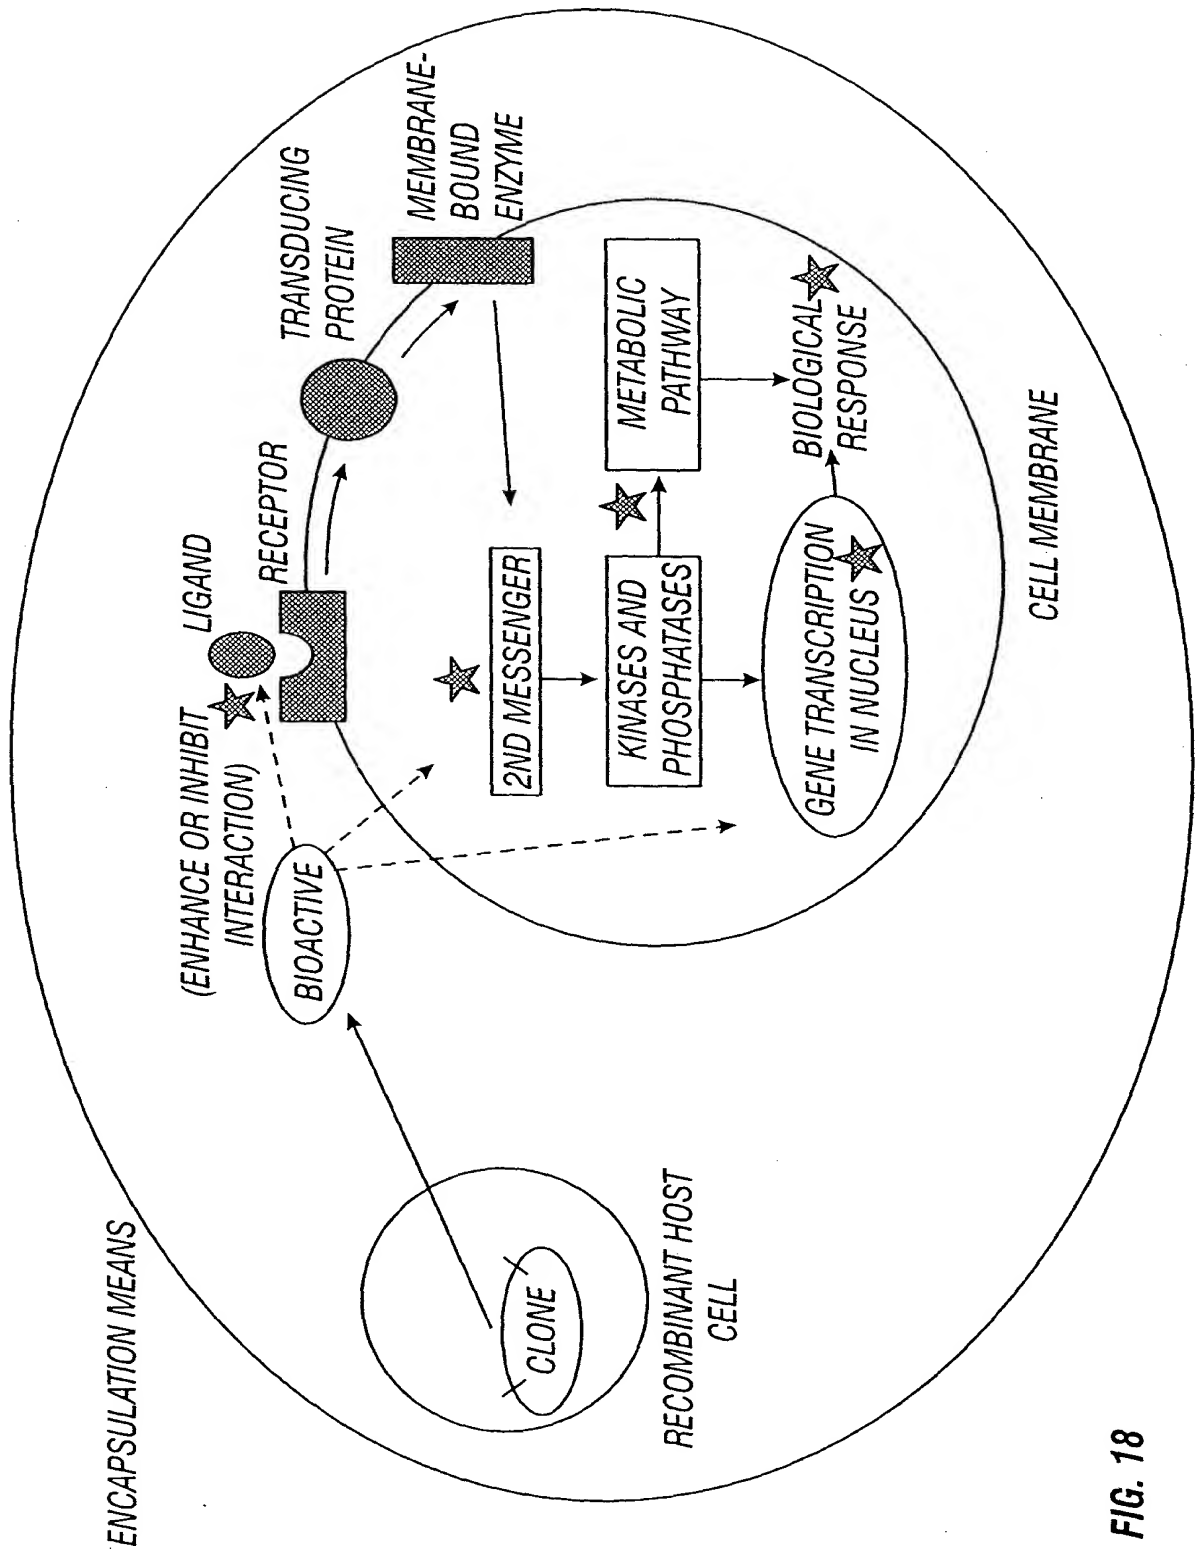 ENCAPSULATION MEANS
(ENHANCE OR INHIBIT
INTERACTION)
LIGAND
RECEPTOR
TRANSDUCING
PROTEIN
MEMBRANE-
BOUND
ENZYME
BIOACTIVE
2ND MESSENGER
KINASES AND
PHOSPHATASES
METABOLIC
PATHWAY
GENE TRANSCRIPTION
IN NUCLEUS
BIOLOGICAL
RESPONSE
CLONE
RECOMBINANT HOST
CELL
CELL MEMBRANE
FIG. 18